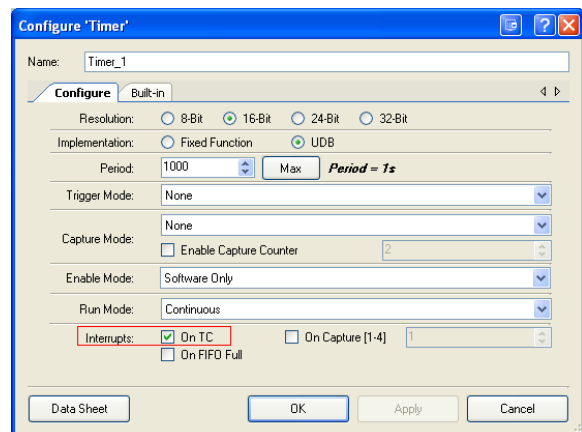 Configure 'Timer'
Name: Timer_1
Configure Built-in
Resolution: 8-Bit 16-Bit 24-Bit 32-Bit
Implementation: Fixed Function UDB
Period: 1000 Max Period = 1s
Trigger Mode: None
Capture Mode: None
Enable Capture Counter 2
Enable Mode: Software Only
Run Mode: Continuous
Interrupts: On TC On Capture [1-4] 1
On FIFO Full
Data Sheet OK Apply Cancel